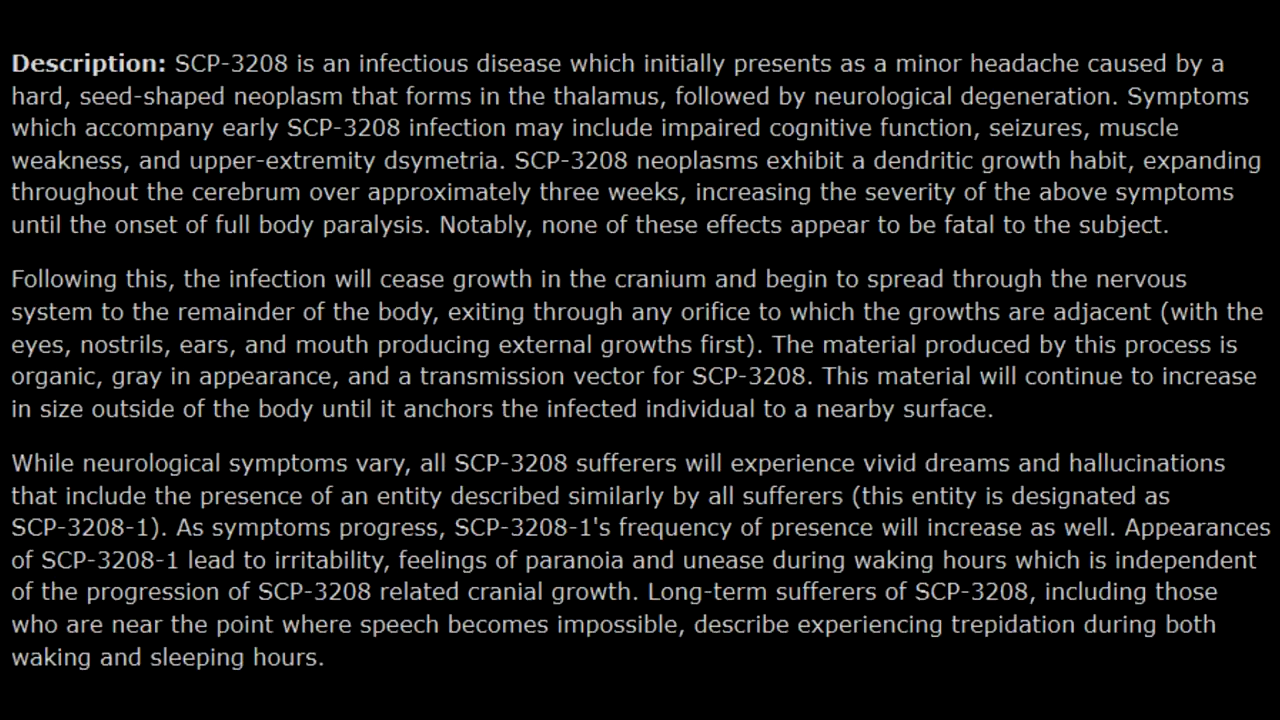 Description: SCP-3208 is an infectious disease which initially presents as a minor headache caused by a
hard, seed-shaped neoplasm that forms in the thalamus, followed by neurological degeneration. Symptoms
which accompany early SCP-3208 infection may include impaired cognitive function, seizures, muscle
weakness, and upper-extremity dsymetria. SCP-3208 neoplasms exhibit a dendritic growth habit, expanding
throughout the cerebrum over approximately three weeks, increasing the severity of the above symptoms
until the onset of full body paralysis. Notably, none of these effects appear to be fatal to the subject.
Following this, the infection will cease growth in the cranium and begin to spread through the nervous
system to the remainder of the body, exiting through any orifice to which the growths are adjacent (with the
eyes, nostrils, ears, and mouth producing external growths first). The material produced by this process is
organic, gray in appearance, and a transmission vector for SCP-3208. This material will continue to increase
in size outside of the body until it anchors the infected individual to a nearby surface.
While neurological symptoms vary, all SCP-3208 sufferers will experience vivid dreams and hallucinations
that include the presence of an entity described similarly by all sufferers (this entity is designated as
SCP-3208-1). As symptoms progress, SCP-3208-1's frequency of presence will increase as well. Appearances
of SCP-3208-1 lead to irritability, feelings of paranoia and unease during waking hours which is independent
of the progression of SCP-3208 related cranial growth. Long-term sufferers of SCP-3208, including those
who are near the point where speech becomes impossible, describe experiencing trepidation during both
waking and sleeping hours.